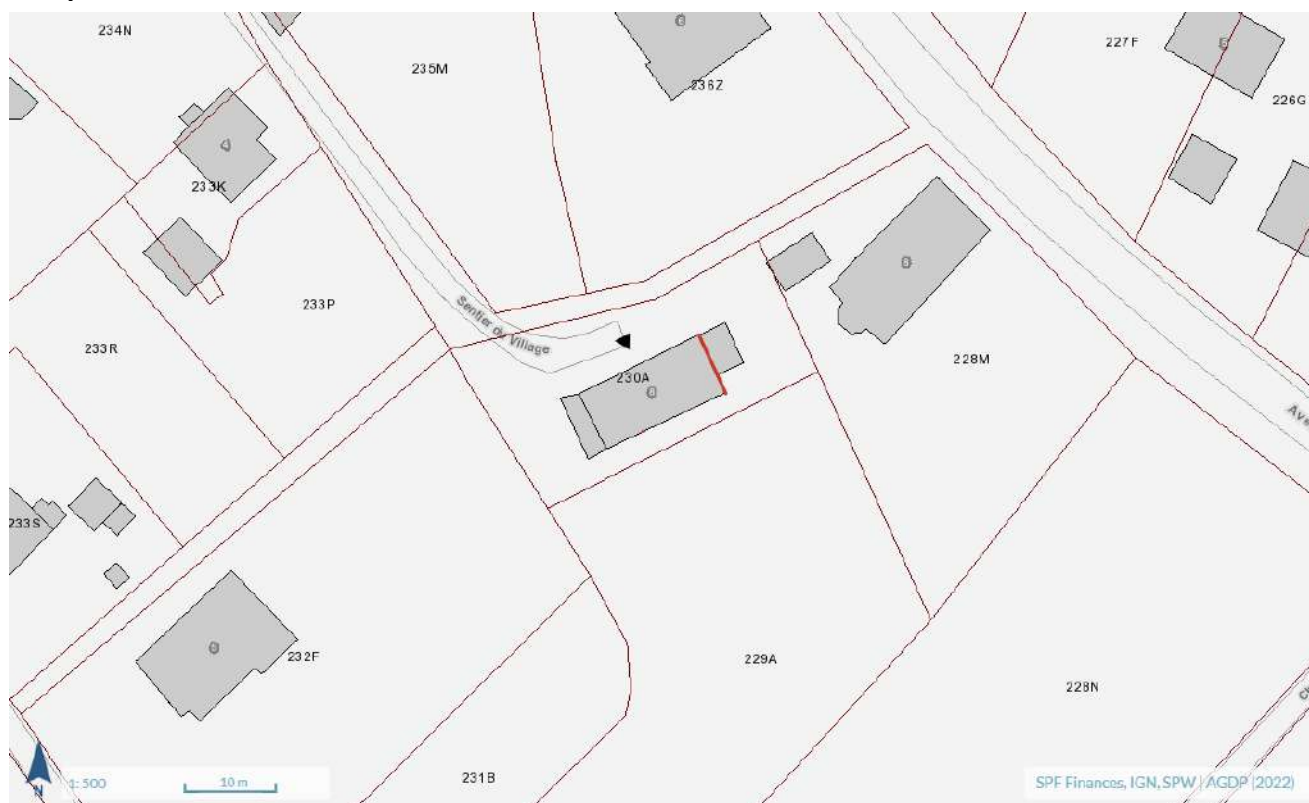 234N
235M
236Z
227F
226G
233K
233P
Sentier du Village
233R
230A
228M
Ave
233S
232F
229A
228N
231B
N
1: 500
10 m
SPF Finances, IGN, SPW | AGDP (2022)